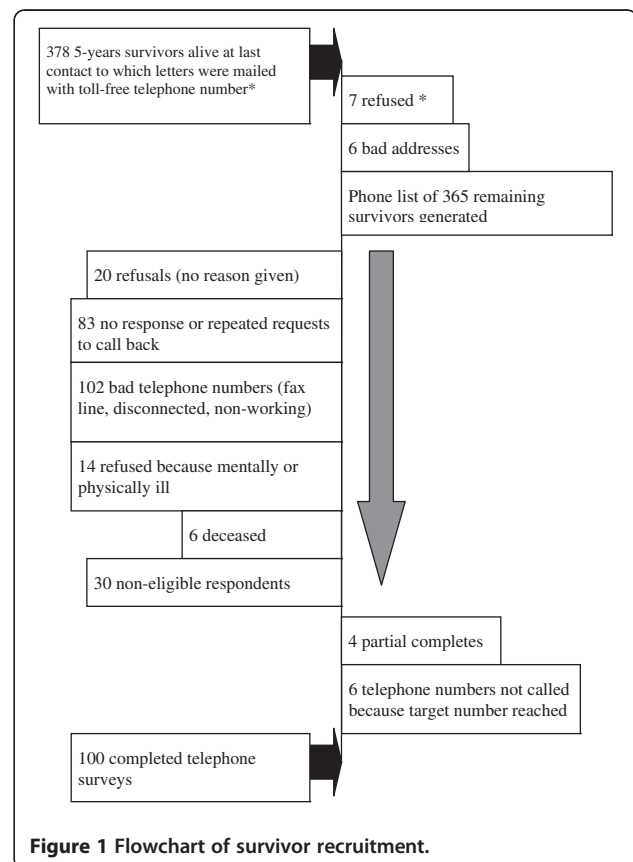 378 5-years survivors alive at last
contact to which letters were mailed
with toll-free telephone number*
7 refused *
6 bad addresses
Phone list of 365 remaining
survivors generated
20 refusals (no reason given)
83 no response or repeated requests
to call back
102 bad telephone numbers (fax
line, disconnected, non-working)
14 refused because mentally or
physically ill
6 deceased
30 non-eligible respondents
4 partial completes
6 telephone numbers not called
because target number reached
100 completed telephone
surveys
Figure 1 Flowchart of survivor recruitment.